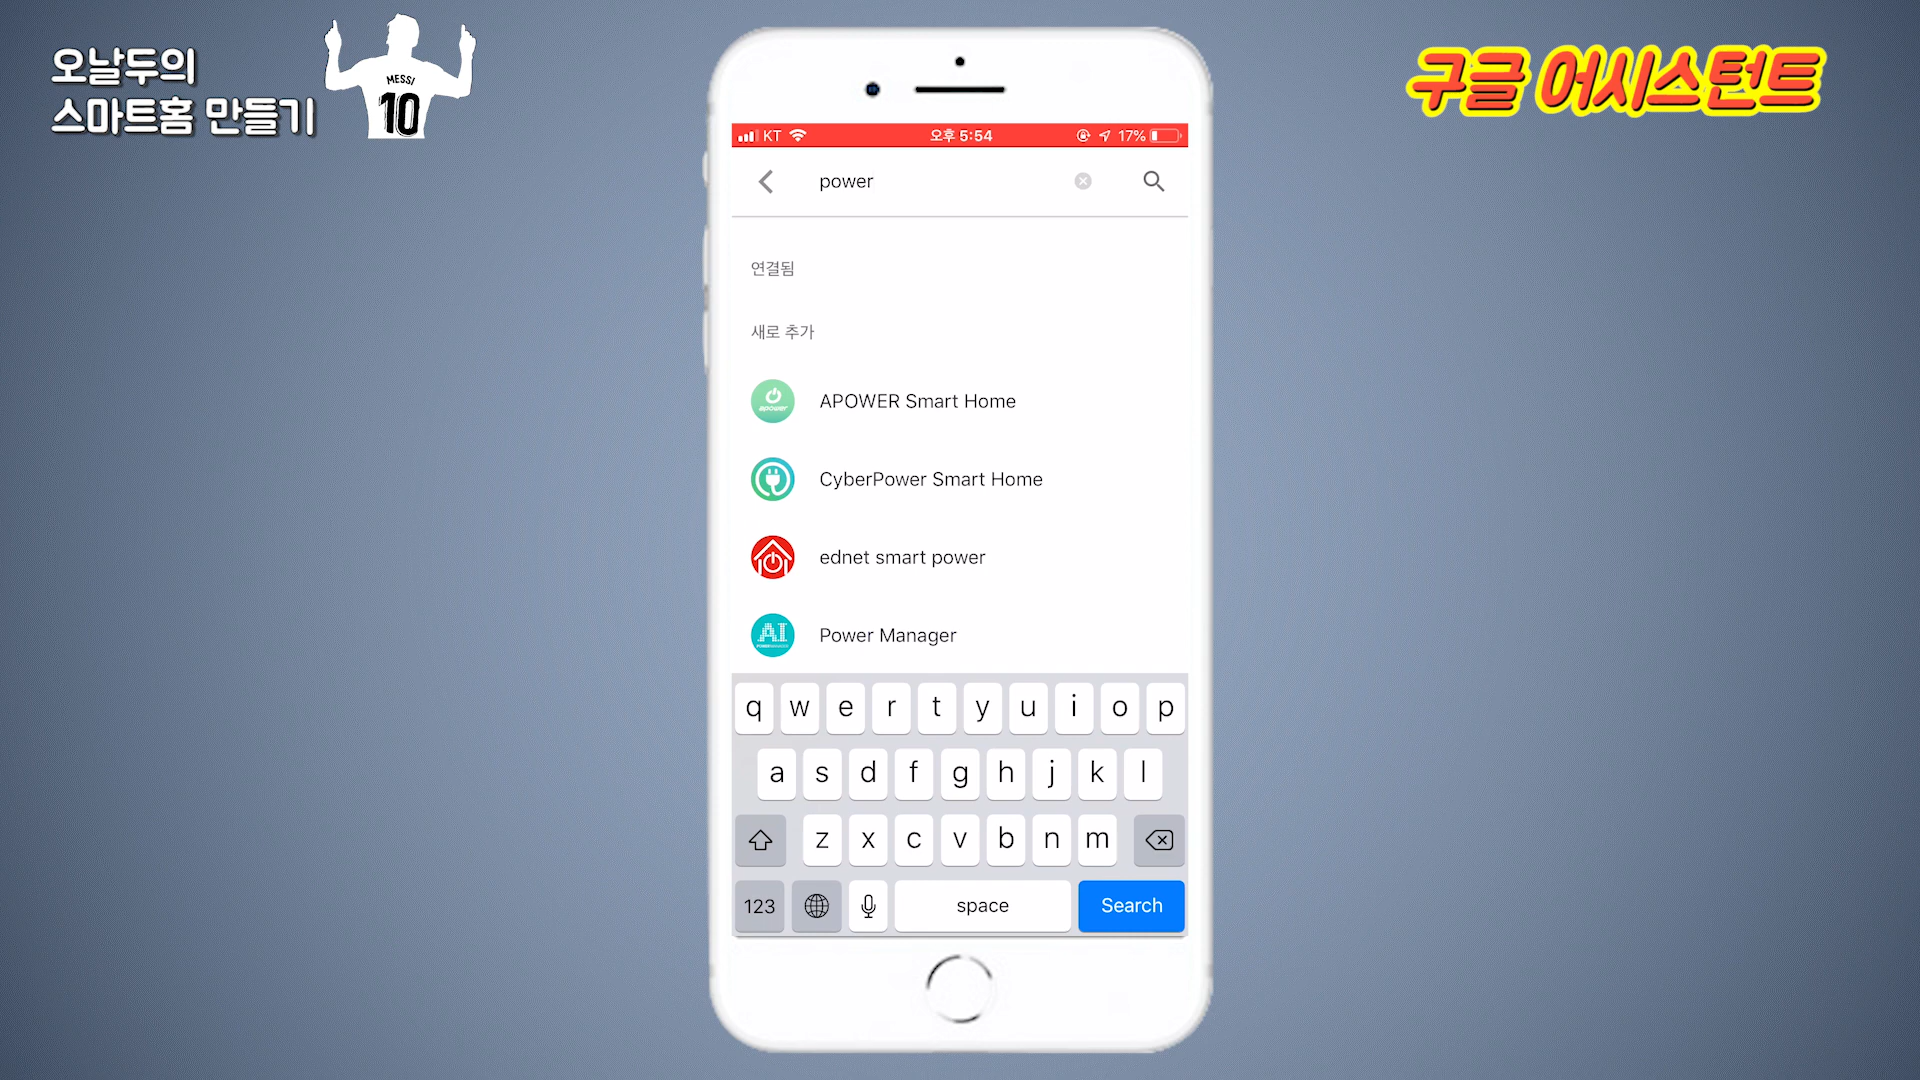 오날두의
스마트홈 만들기
MESSI
10
구글 어시스턴트
KT
오후 5:54
17%
power
연결됨
새로 추가
apower
APOWER Smart Home
CyberPower Smart Home
ednet smart power
AI
Power Manager
q w e r t y u i o p
a s d f g h j k l
z x c v b n m
123
space
Search